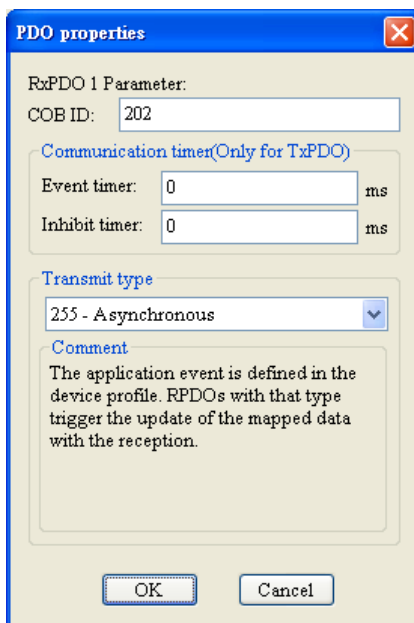 PDO properties
RxPDO 1 Parameter:
COB ID: 202
Communication timer(Only for TxPDO)
Event timer: 0 ms
Inhibit timer: 0 ms
Transmit type
255 - Asynchronous
Comment
The application event is defined in the
device profile. RPDOs with that type
trigger the update of the mapped data
with the reception.
OK Cancel